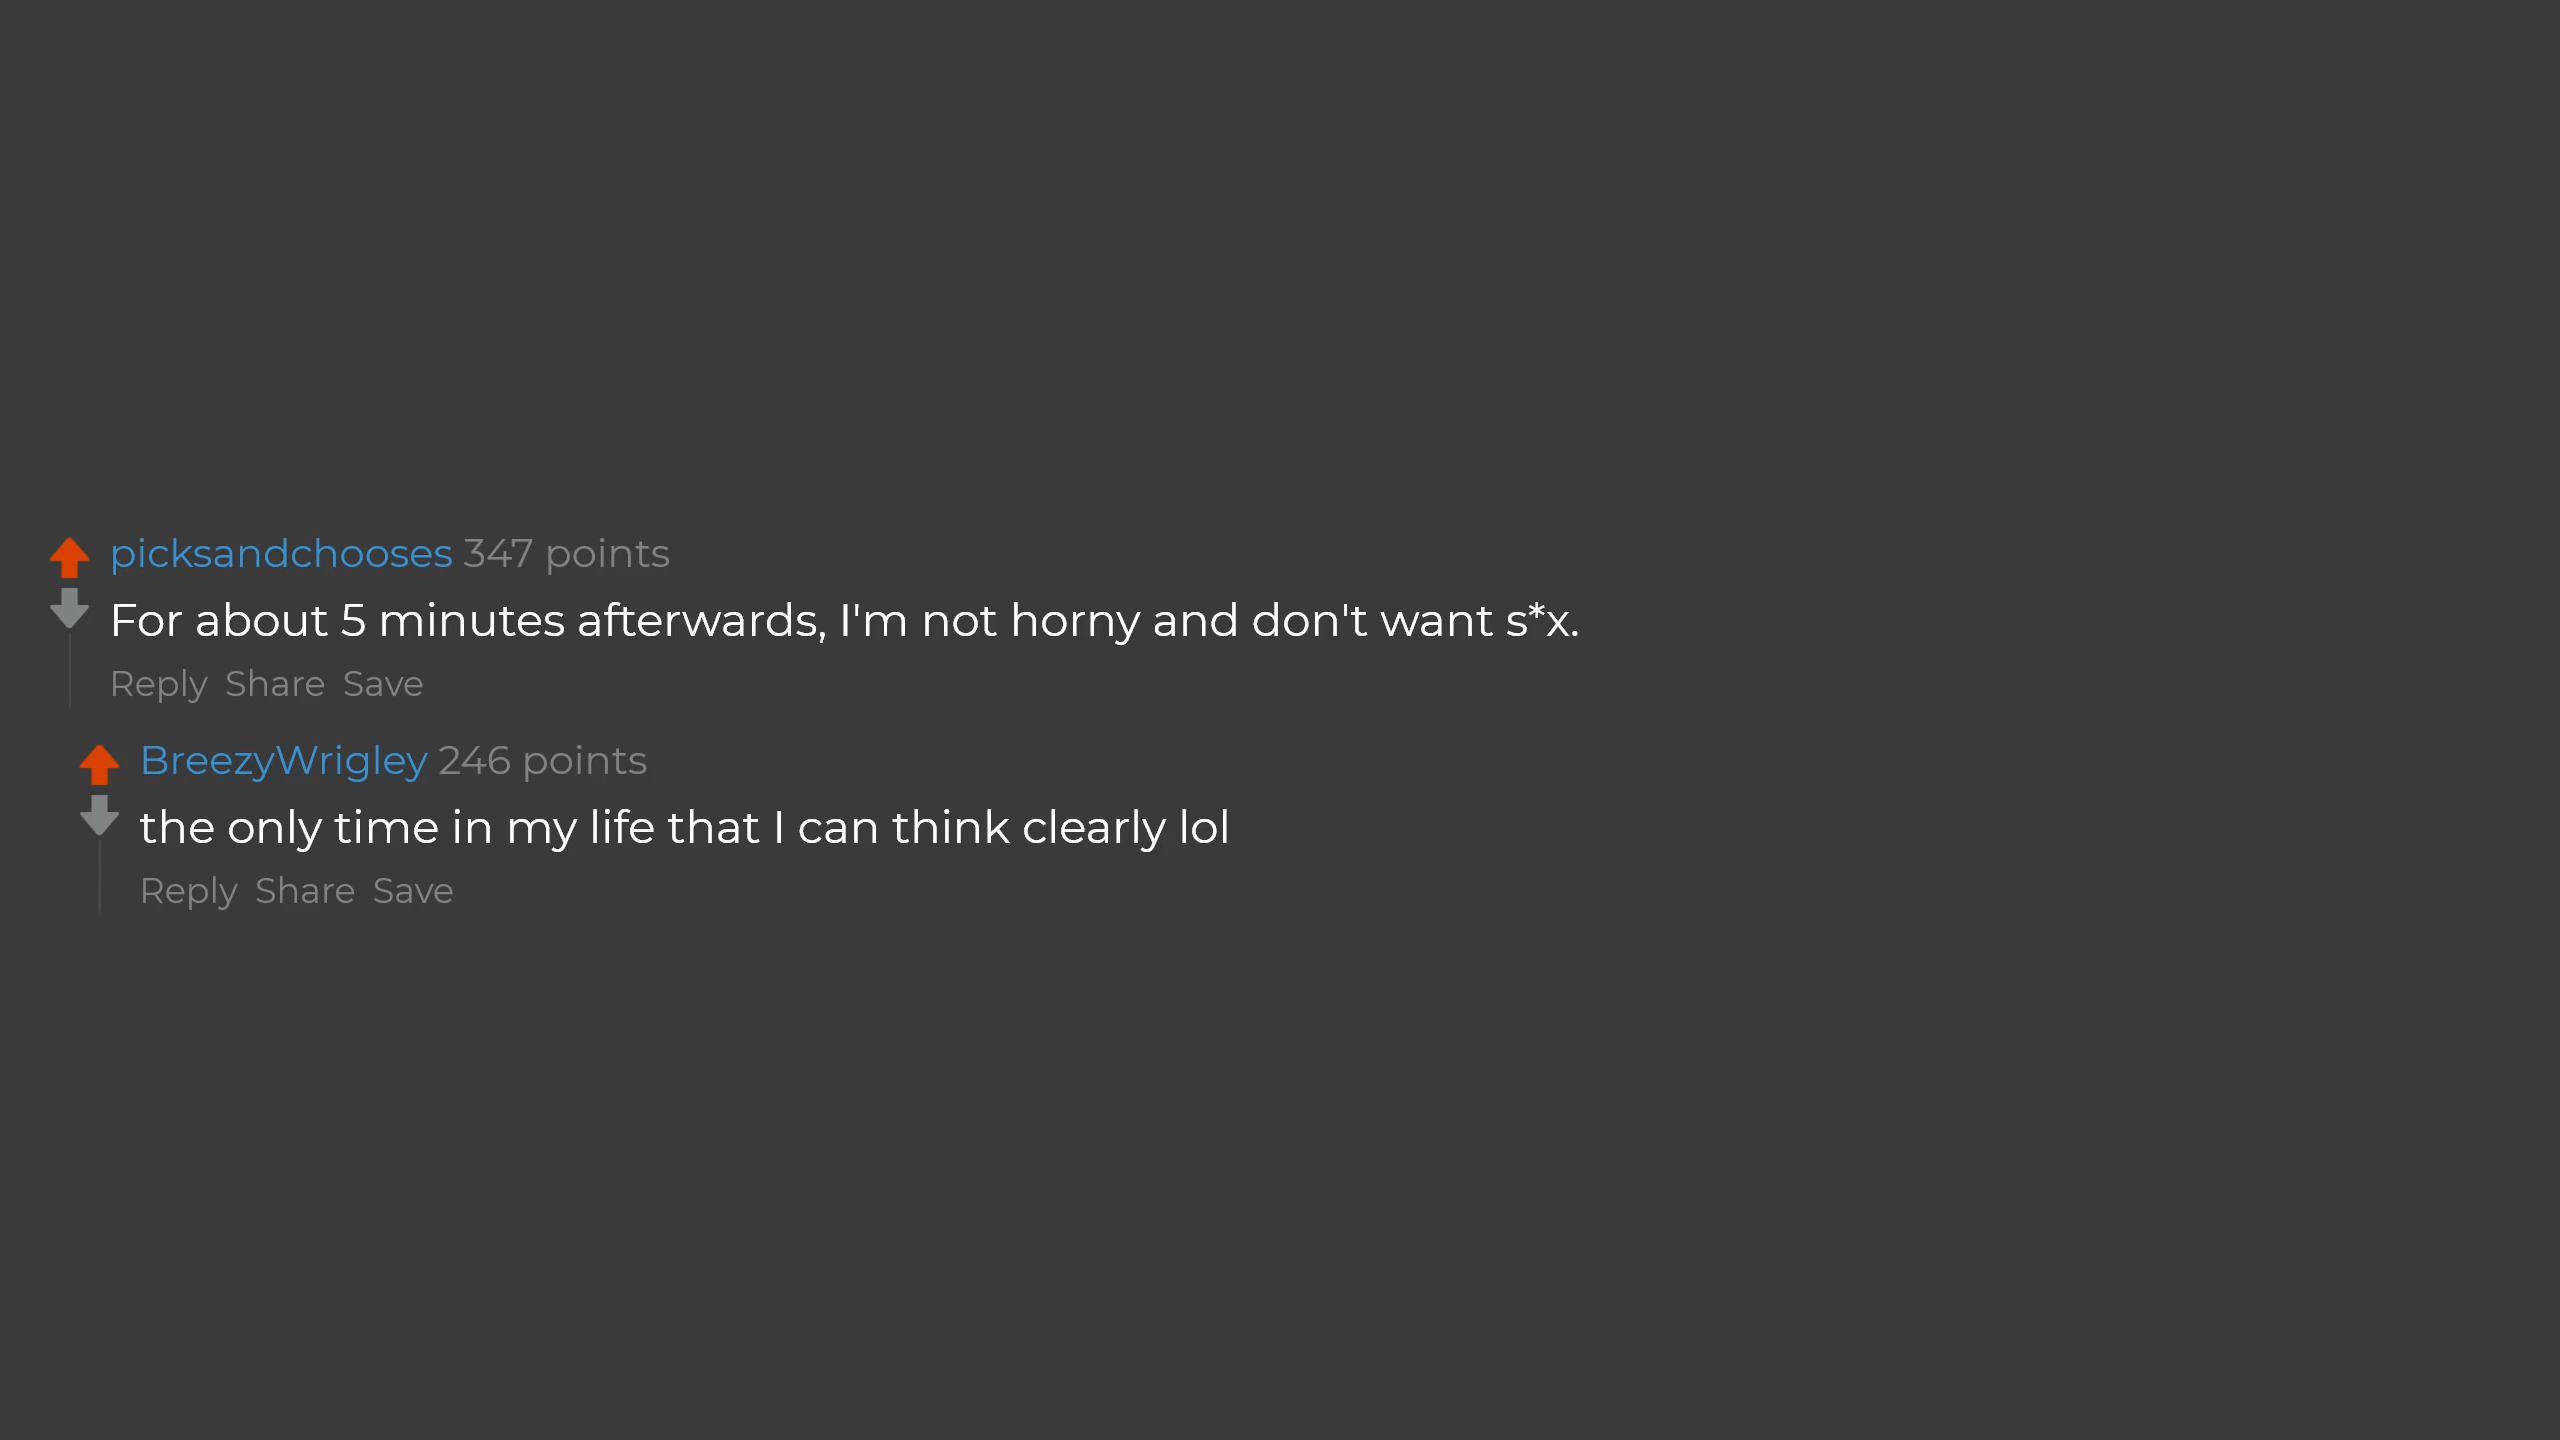 picksandchooses 347 points
For about 5 minutes afterwards, I'm not horny and don't want s*x.
Reply Share Save
BreezyWrigley 246 points
the only time in my life that I can think clearly lol
Reply Share Save